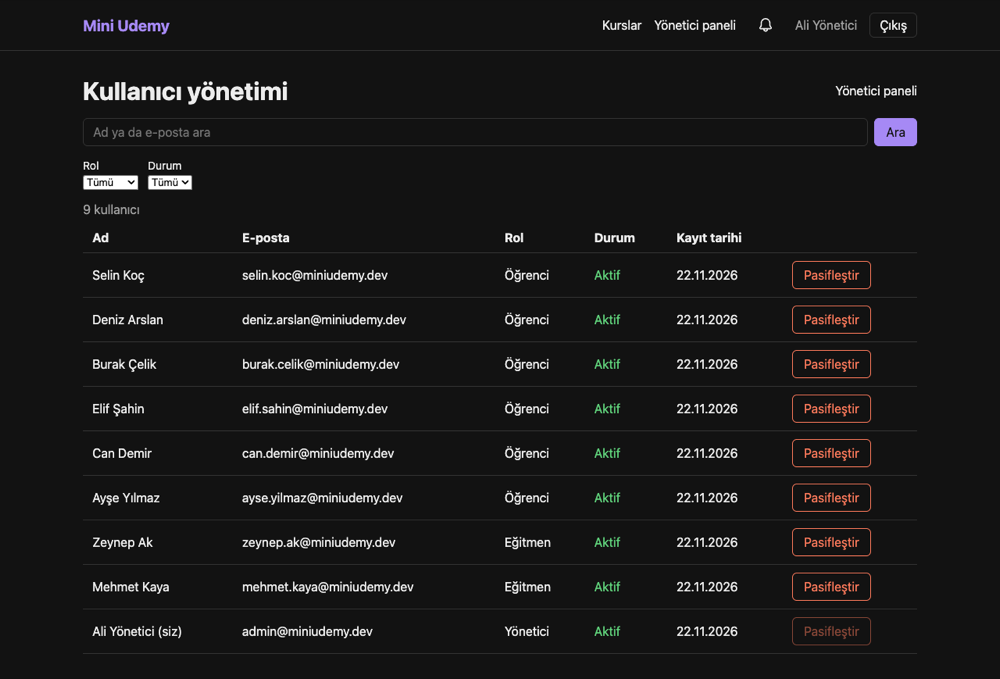 Mini Udemy Kurslar Yönetici paneli Ali Yönetici Çıkış
Kullanıcı yönetimi Yönetici paneli
Ad ya da e-posta ara Ara
Rol Durum
Tümü Tümü
9 kullanıcı
Ad E-posta Rol Durum Kayıt tarihi
Selin Koç selin.koc@miniudemy.dev Öğrenci Aktif 22.11.2026 Pasifleştir
Deniz Arslan deniz.arslan@miniudemy.dev Öğrenci Aktif 22.11.2026 Pasifleştir
Burak Çelik burak.celik@miniudemy.dev Öğrenci Aktif 22.11.2026 Pasifleştir
Elif Şahin elif.sahin@miniudemy.dev Öğrenci Aktif 22.11.2026 Pasifleştir
Can Demir can.demir@miniudemy.dev Öğrenci Aktif 22.11.2026 Pasifleştir
Ayşe Yılmaz ayse.yilmaz@miniudemy.dev Öğrenci Aktif 22.11.2026 Pasifleştir
Zeynep Ak zeynep.ak@miniudemy.dev Eğitmen Aktif 22.11.2026 Pasifleştir
Mehmet Kaya mehmet.kaya@miniudemy.dev Eğitmen Aktif 22.11.2026 Pasifleştir
Ali Yönetici (siz) admin@miniudemy.dev Yönetici Aktif 22.11.2026 Pasifleştir